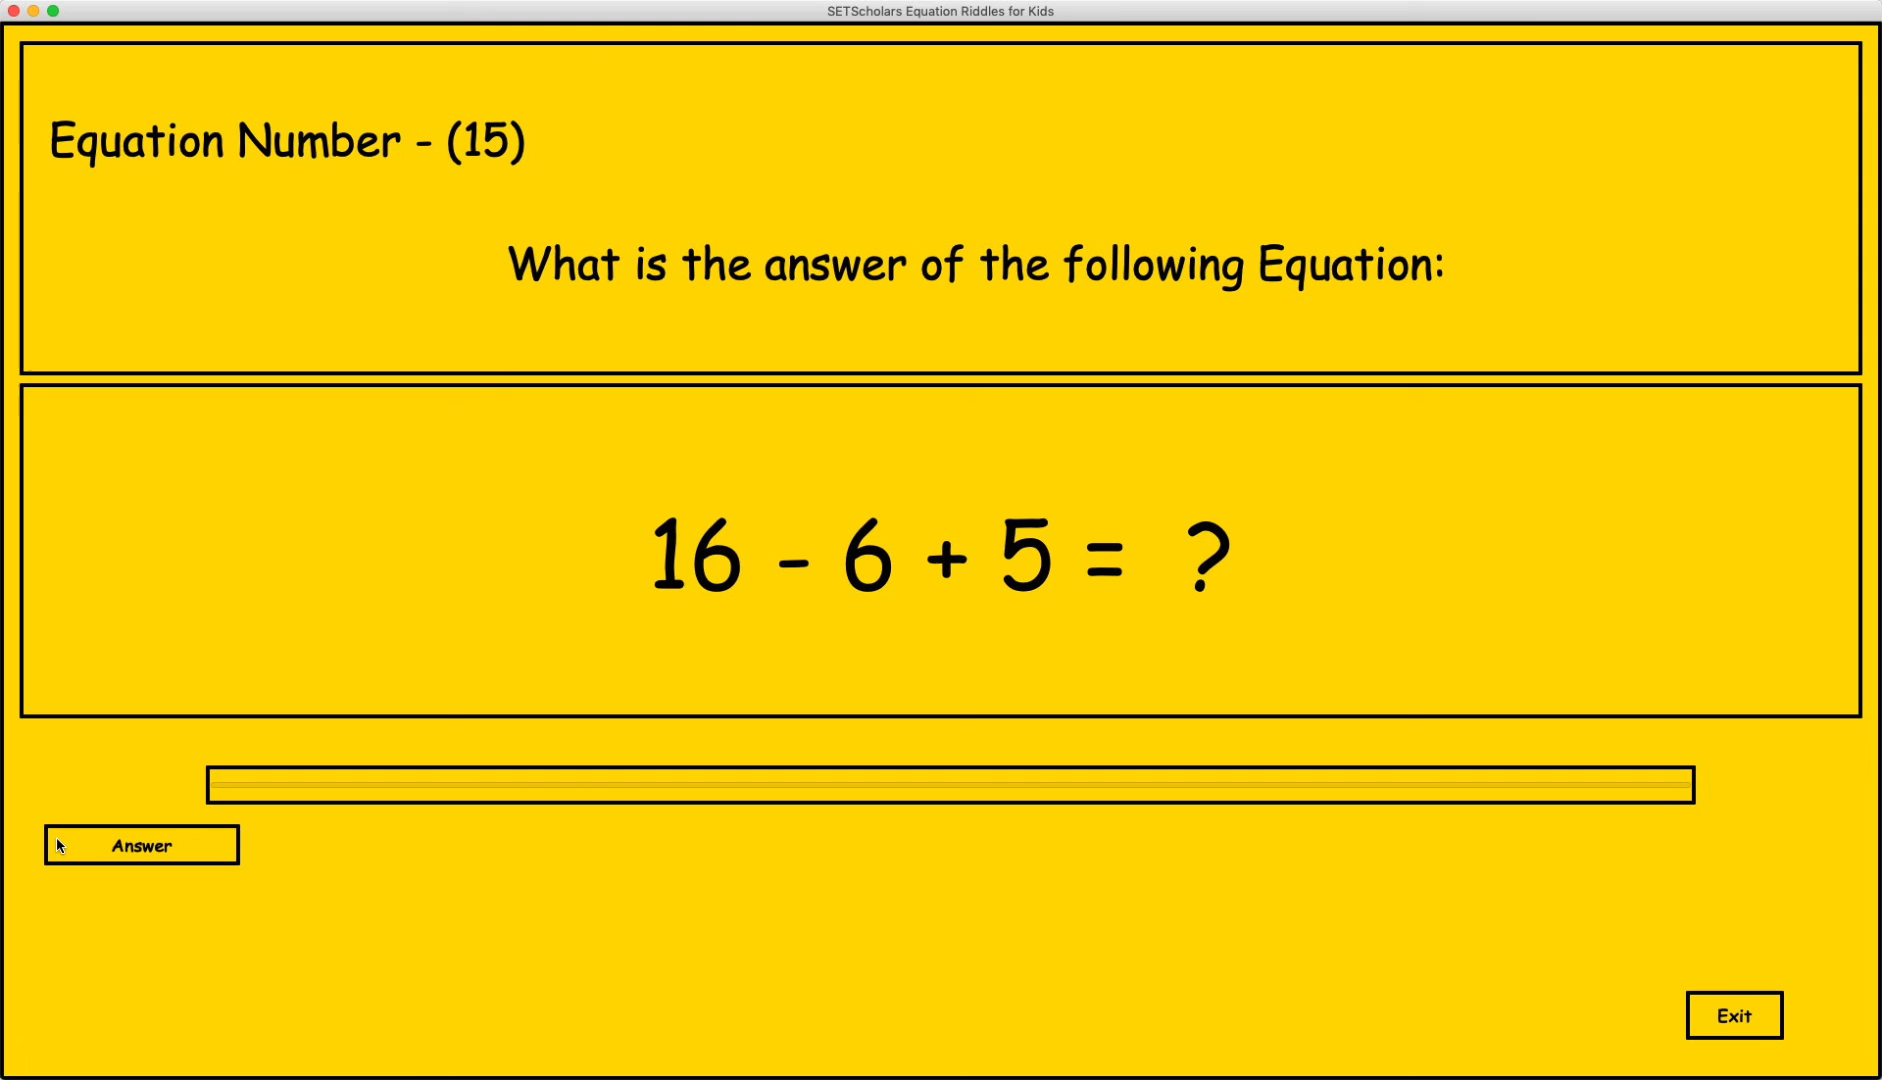 SETScholars Equation Riddles for Kids
Equation Number - (15)
What is the answer of the following Equation:
16 - 6 + 5 = ?
Answer
Exit